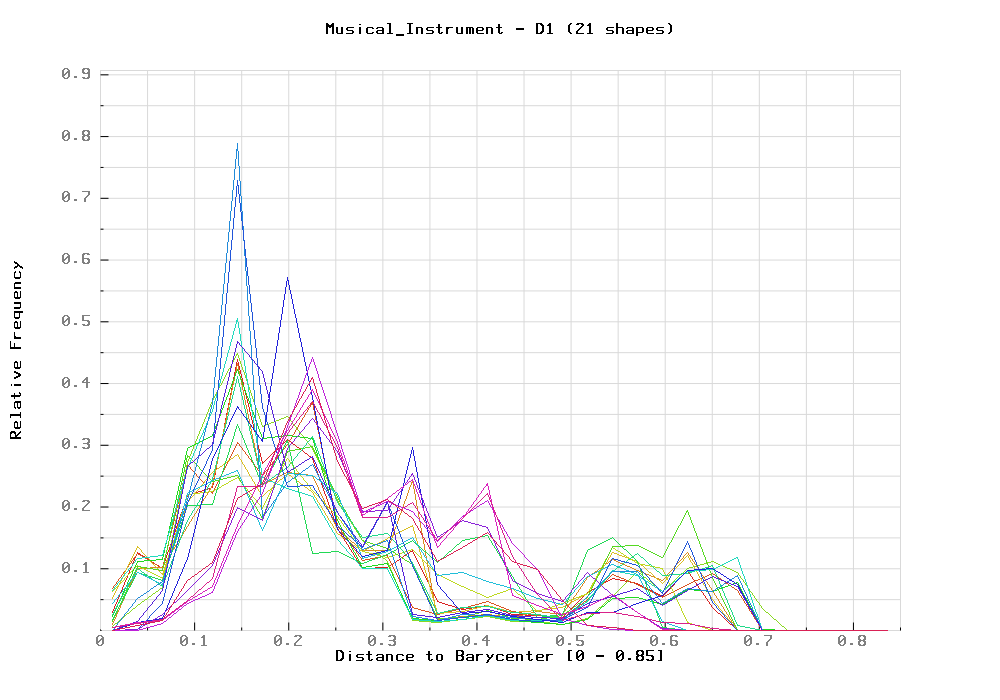 Musical_Instrument - D1 (21 shapes)
0.9
0.8
0.7
0.6
0.5
0.4
0.3
0.2
0.1
Relative Frequency
0 0.1 0.2 0.3 0.4 0.5 0.6 0.7 0.8
Distance to Barycenter [0 - 0.85]